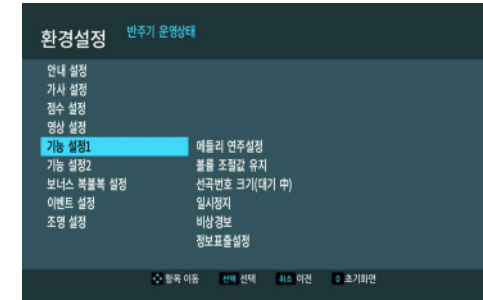 환경설정 반주기 운영상태
안내 설정
가사 설정
점수 설정
영상 설정
기능 설정1 메들리 연주설정
기능 설정2 볼륨 조절값 유지
보너스 복불복 설정 선곡번호 크기(대기 中)
이벤트 설정 일시정지
조명 설정 비상경보
정보표출설정
항목 이동 선택 선택 취소 이전 초기화면